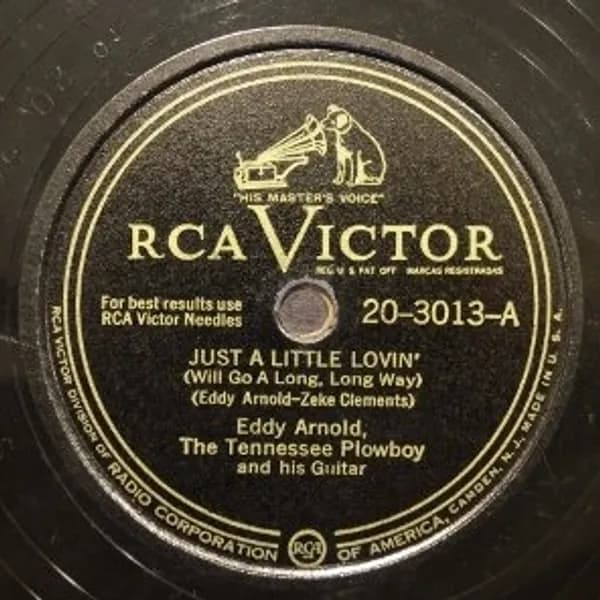 "HIS MASTER'S VOICE"
RCA VICTOR
REG. U. S. PAT. OFF. MARCAS REGISTRADAS
For best results use
RCA Victor Needles
20-3013-A
JUST A LITTLE LOVIN'
(Will Go A Long, Long Way)
(Eddy Arnold-Zeke Clements)
Eddy Arnold,
The Tennessee Plowboy
and his Guitar
RCA VICTOR DIVISION OF RADIO CORPORATION RCA OF AMERICA, CAMDEN, N. J. MADE IN U. S. A.